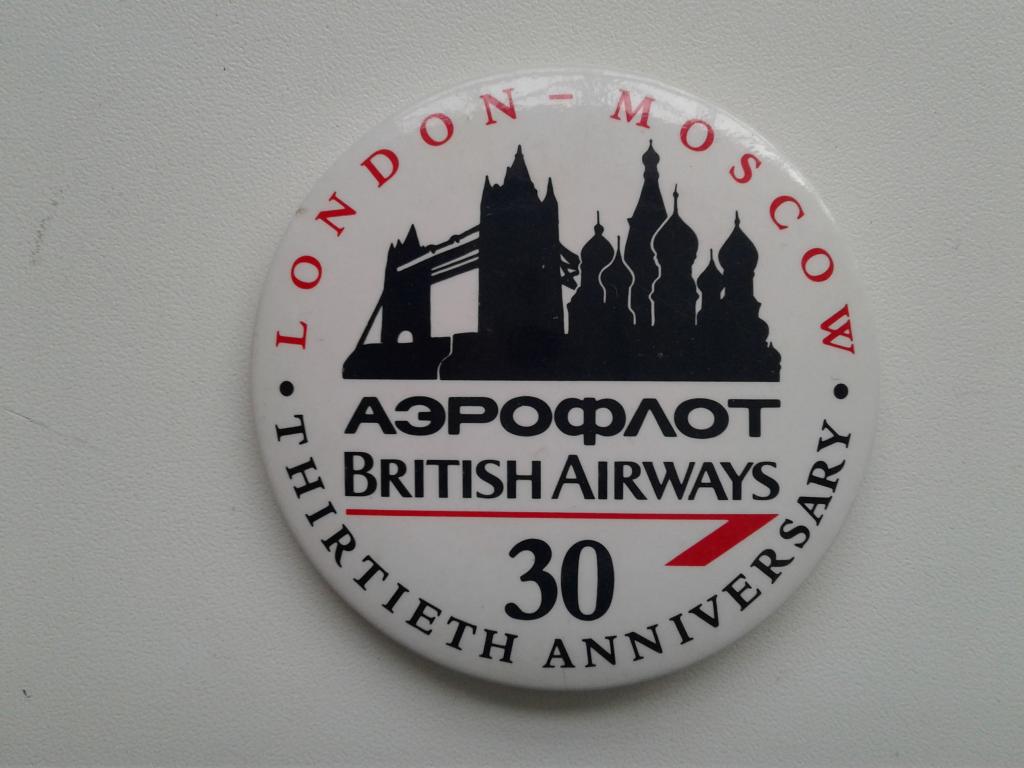 LONDON – MOSCOW
АЭРОФЛОТ
BRITISH AIRWAYS
30
• THIRTIETH ANNIVERSARY •